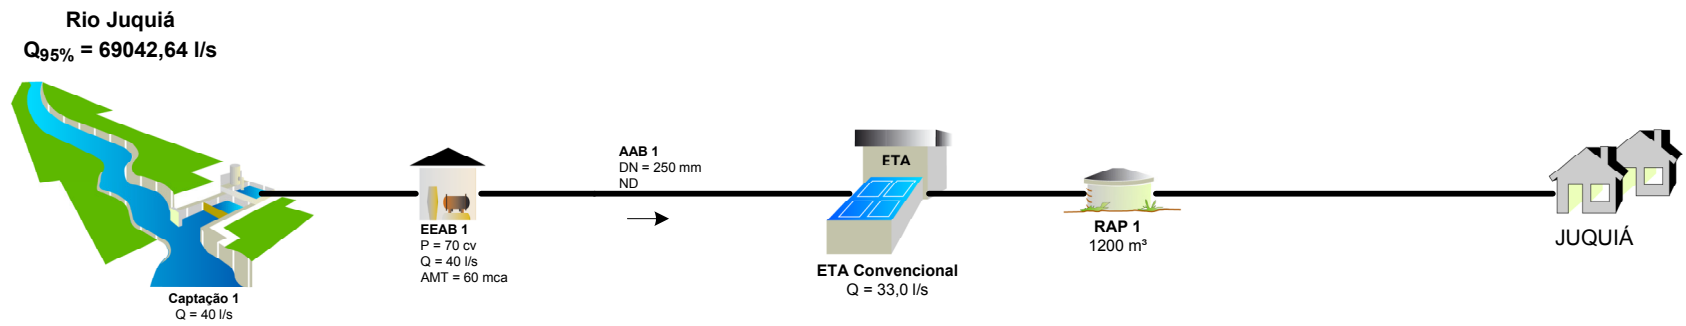 Rio Juquiá
Q95% = 69042,64 l/s
Captação 1
Q = 40 l/s
EEAB 1
P = 70 cv
Q = 40 l/s
AMT = 60 mca
AAB 1
DN = 250 mm
ND
ETA
ETA Convencional
Q = 33,0 l/s
RAP 1
1200 m³
JUQUIÁ